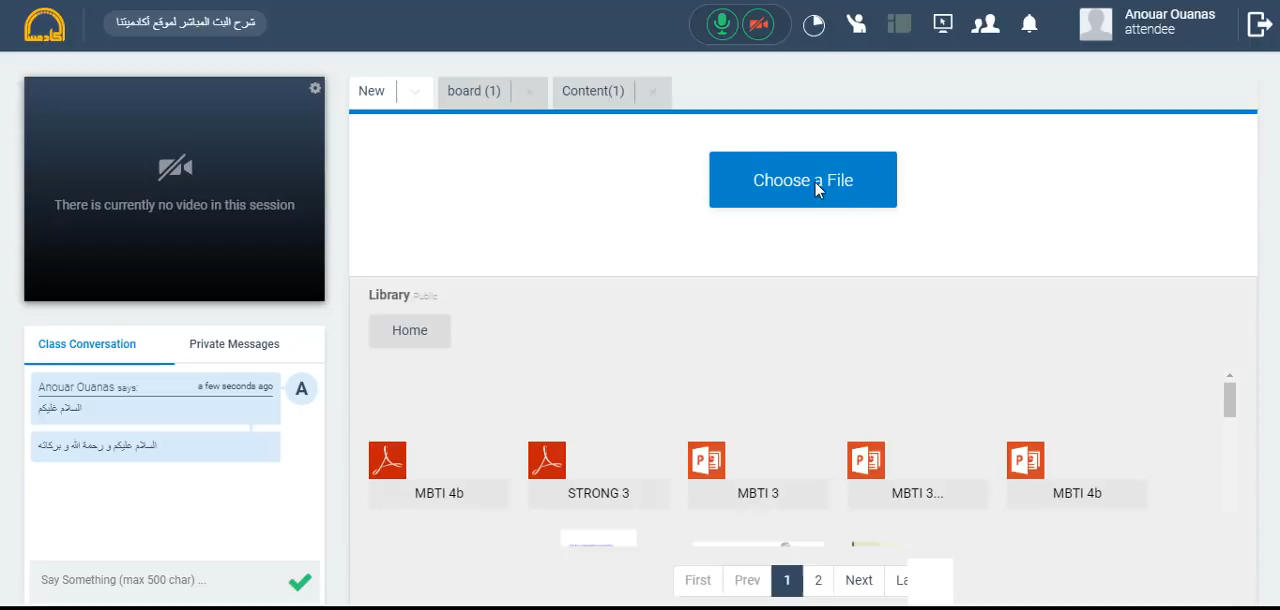 شرح البث المباشر لموقع أكاديميتنا
Anouar Ouanas
attendee
There is currently no video in this session
New
board (1)
Content(1)
Choose a File
Library Public
Home
MBTI 4b
STRONG 3
MBTI 3
MBTI 3...
MBTI 4b
First
Prev
1
2
Next
La
Class Conversation
Private Messages
Anouar Ouanas says:
a few seconds ago
A
السلام عليكم
السلام عليكم و رحمة الله و بركاته
Say Something (max 500 char) ...